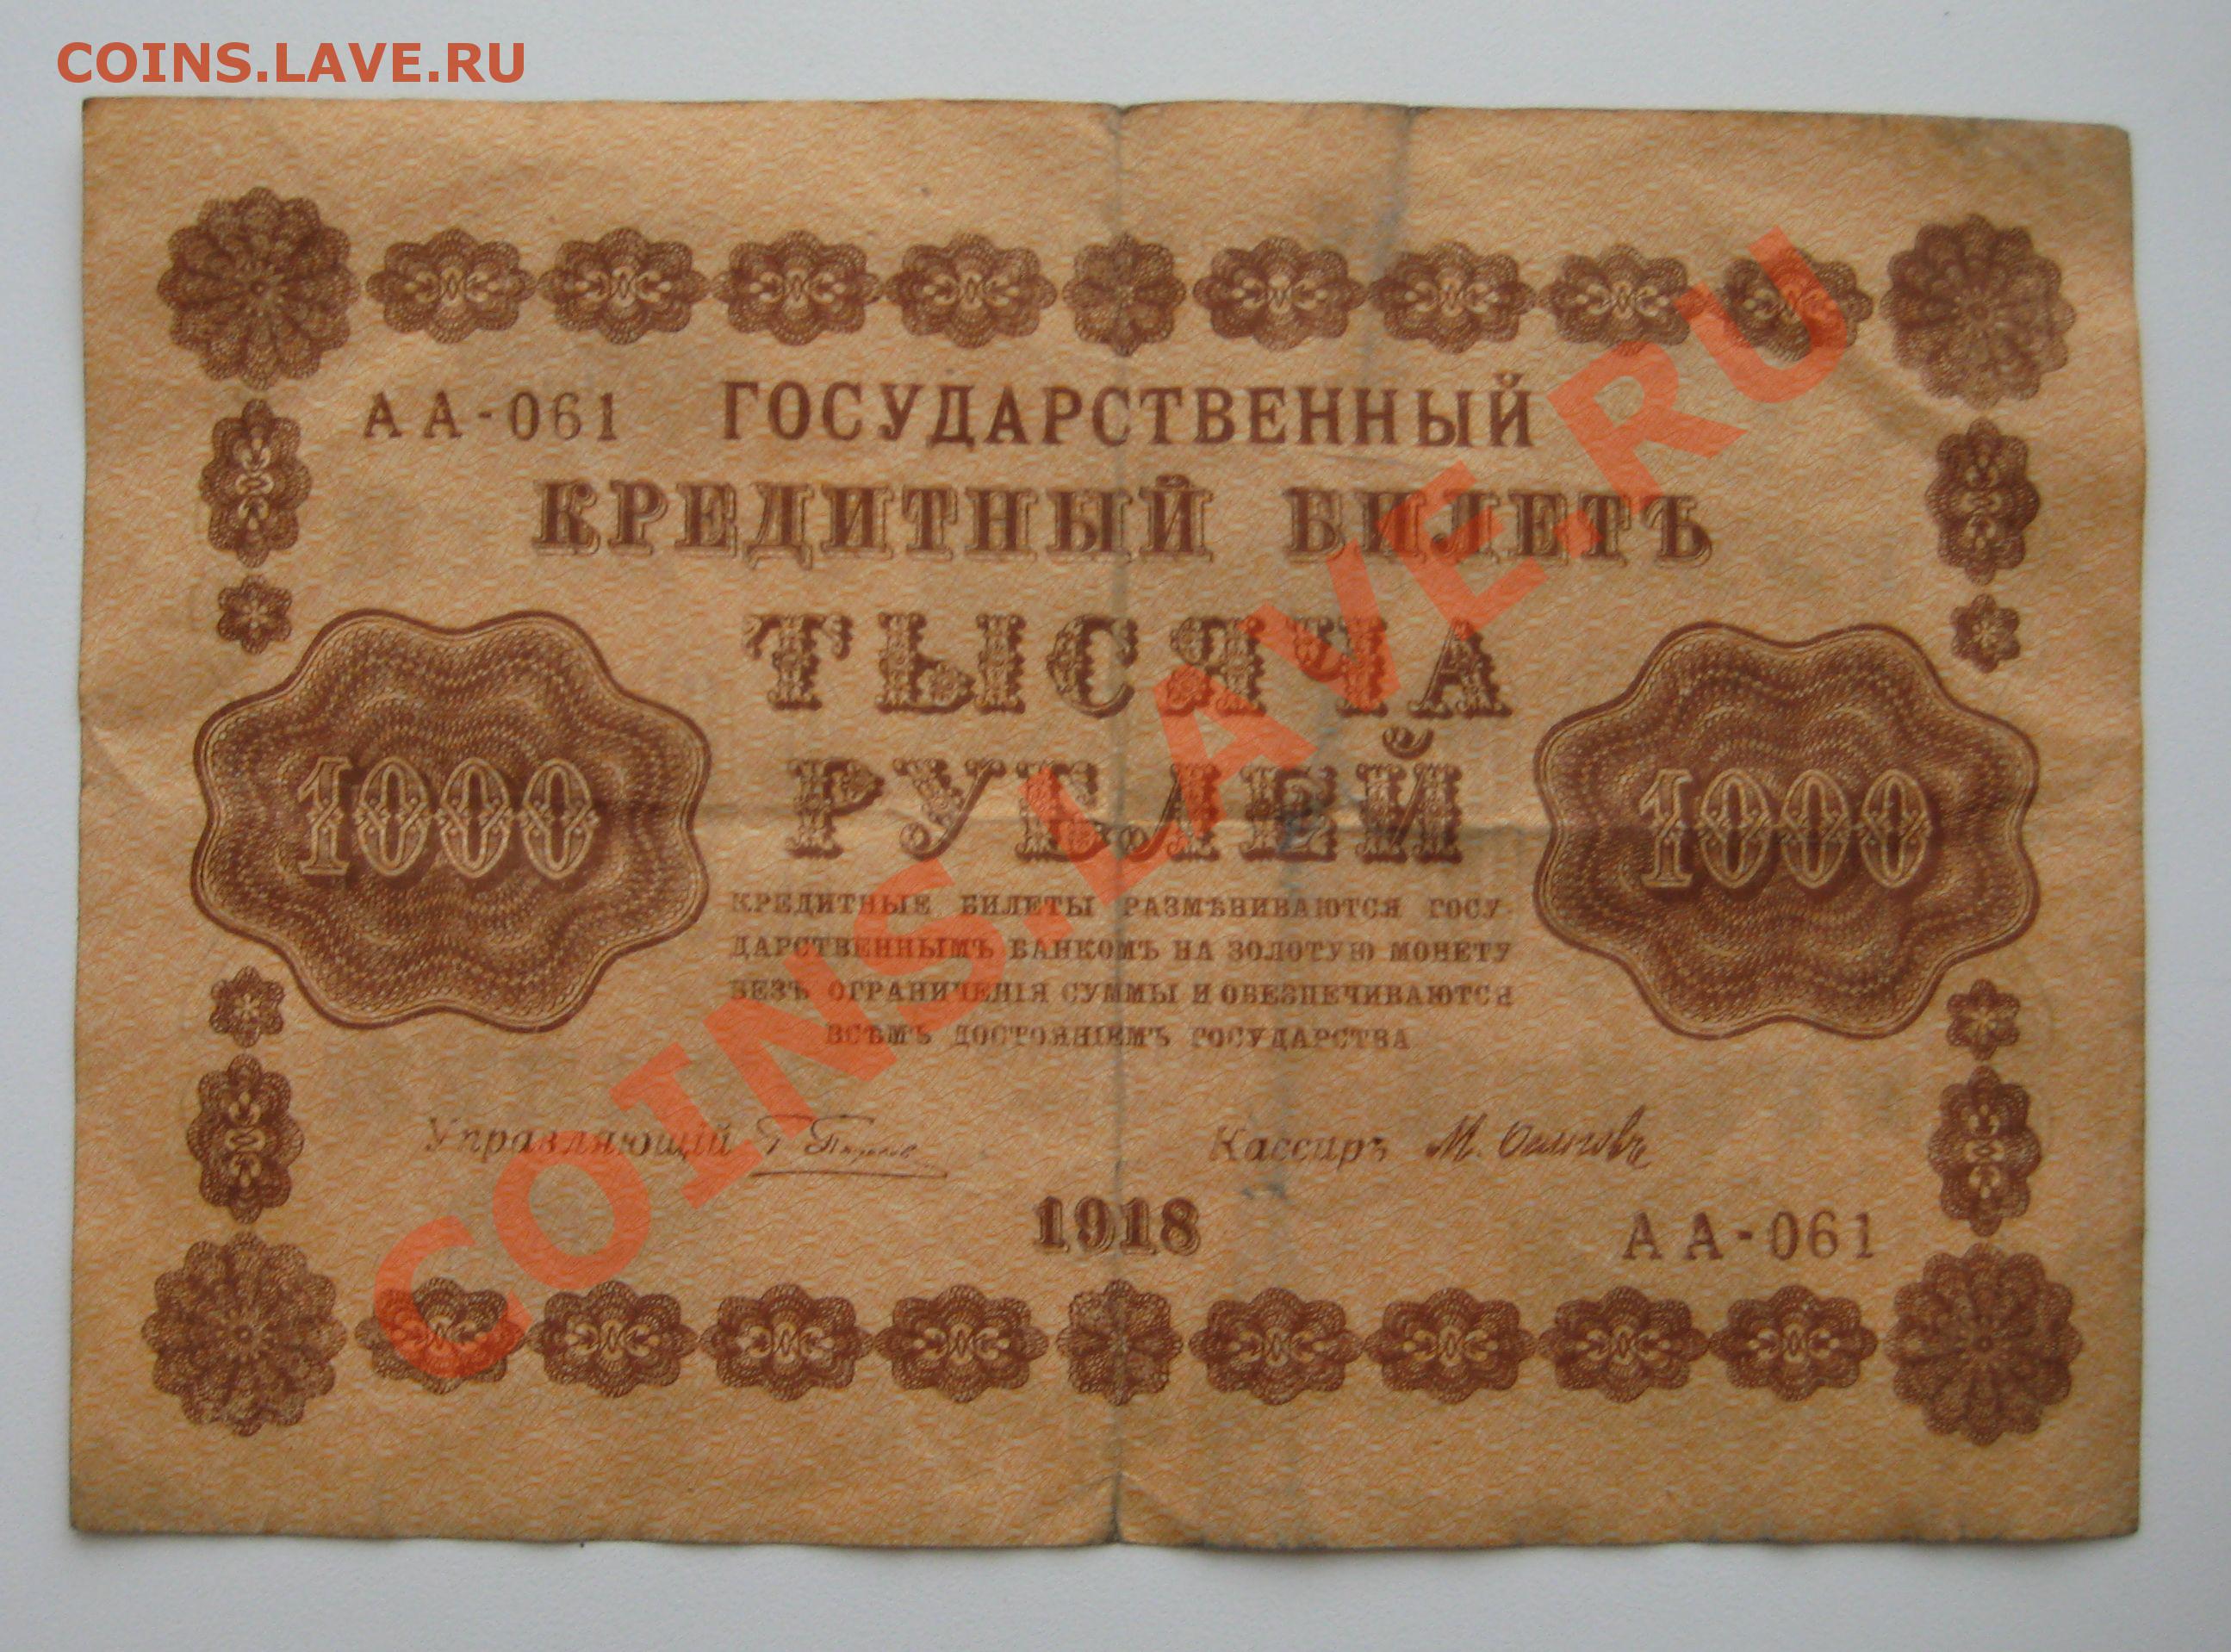 COINS.LAVE.RU
АА-061 ГОСУДАРСТВЕННЫЙ
КРЕДИТНЫЙ БИЛЕТЪ
ТЫСЯЧА
РУБЛЕЙ
1000
1000
КРЕДИТНЫЕ БИЛЕТЫ РАЗМѢНИВАЮТСЯ ГОСУ-
ДАРСТВЕННЫМЪ БАНКОМЪ НА ЗОЛОТУЮ МОНЕТУ
БЕЗЪ ОГРАНИЧЕНІЯ СУММЫ И ОБЕЗПЕЧИВАЮТСЯ
ВСѢМЪ ДОСТОЯНІЕМЪ ГОСУДАРСТВА
Управляющій Кассиръ М.
1918
АА-061
COINS.LAVE.RU